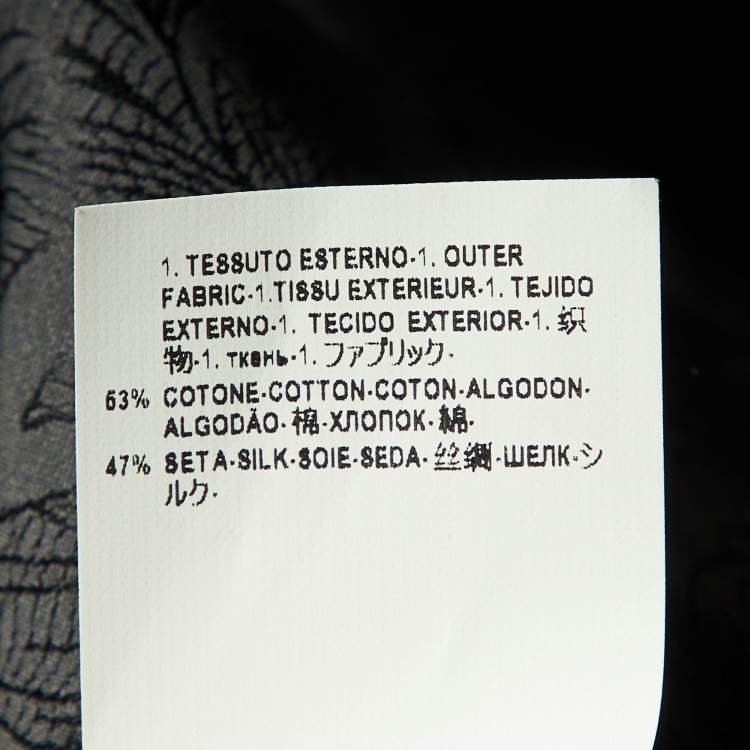 1. TESSUTO ESTERNO-1. OUTER
FABRIC-1.TISSU EXTERIEUR-1. TEJIDO
EXTERNO-1. TECIDO EXTERIOR-1. 织
物-1. ткань-1. ファブリック-
53% COTONE-COTTON-COTON-ALGODON-
ALGODÃO-棉-ХЛОПОК-綿-
47% SETA-SILK-SOIE-SEDA-丝绸-ШЕЛК-シ
ルク-